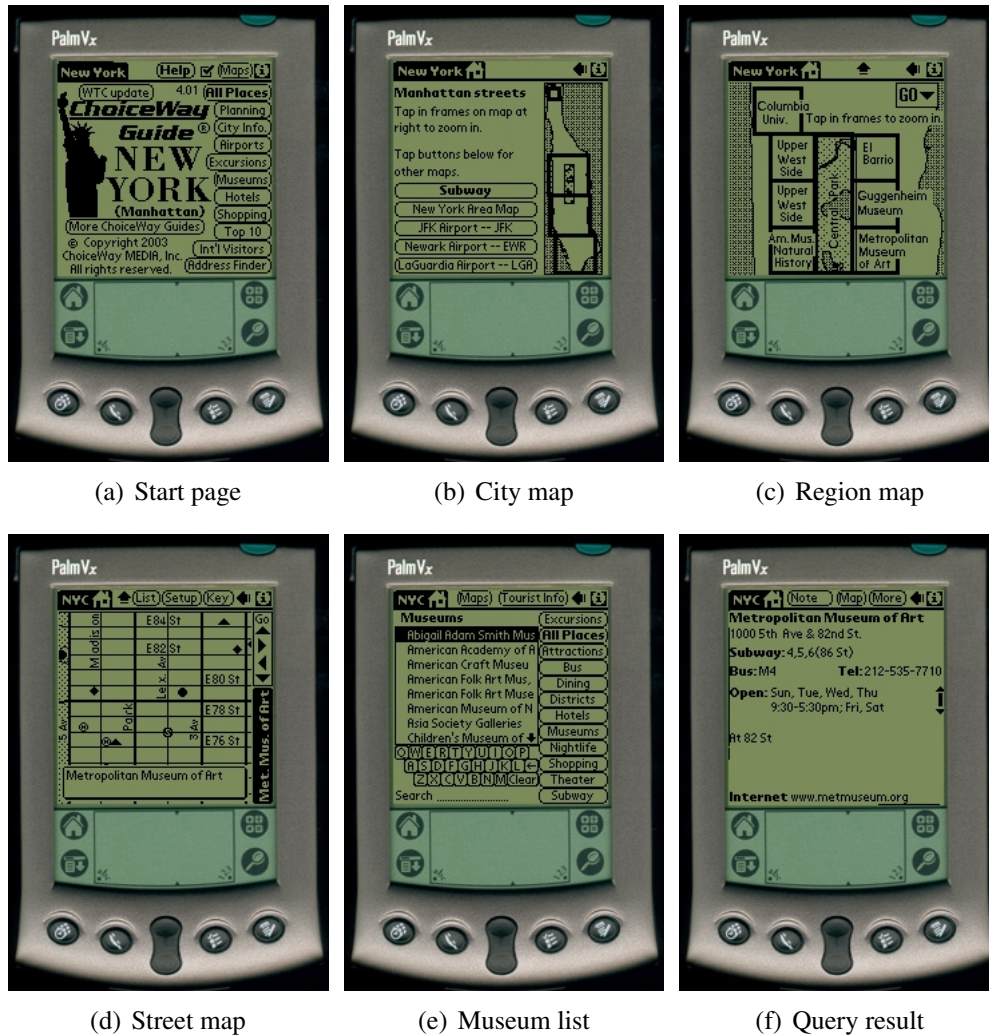 PalmVx
New York Help Maps i
WTC update 4.01 All Places
ChoiceWay Planning
Guide ® City Info.
NEW Airports
YORK Excursions
(Manhattan) Museums
Hotels
More ChoiceWay Guides Shopping
© Copyright 2003 Top 10
ChoiceWay MEDIA, Inc. Int'l Visitors
All rights reserved. Address Finder
(a) Start page
PalmVx
New York i
Manhattan streets
Tap in frames on map at
right to zoom in.
Tap buttons below for
other maps.
Subway
New York Area Map
JFK Airport -- JFK
Newark Airport -- EWR
LaGuardia Airport -- LGA
(b) City map
PalmVx
New York i
GO
Columbia
Univ.
Tap in frames to zoom in.
Upper
West
Side
El
Barrio
Upper
West
Side
Central Park
Guggenheim
Museum
Am. Mus.
Natural
History
Metropolitan
Museum
of Art
(c) Region map
PalmVx
NYC List Setup Key i
E84 St
Go
Madison
E82 St
Lex. Av
E80 St
5 Av
Park
E78 St
3 Av
E76 St
Met. Mus. of Art
Metropolitan Museum of Art
(d) Street map
PalmVx
NYC Maps Tourist Info i
Museums Excursions
Abigail Adam Smith Mus All Places
American Academy of A Attractions
American Craft Museu Bus
American Folk Art Mus, Dining
American Folk Art Muse Districts
American Museum of N Hotels
Asia Society Galleries Museums
Children's Museum of Nightlife
QWERTYUIOP
ASDFGHJKL Shopping
ZXCVBNM Clear Theater
Search Subway
(e) Museum list
PalmVx
NYC Note Map More i
Metropolitan Museum of Art
1000 5th Ave & 82nd St.
Subway: 4,5,6(86 St)
Bus: M4 Tel: 212-535-7710
Open: Sun, Tue, Wed, Thu
9:30-5:30pm; Fri, Sat
At 82 St
Internet www.metmuseum.org
(f) Query result